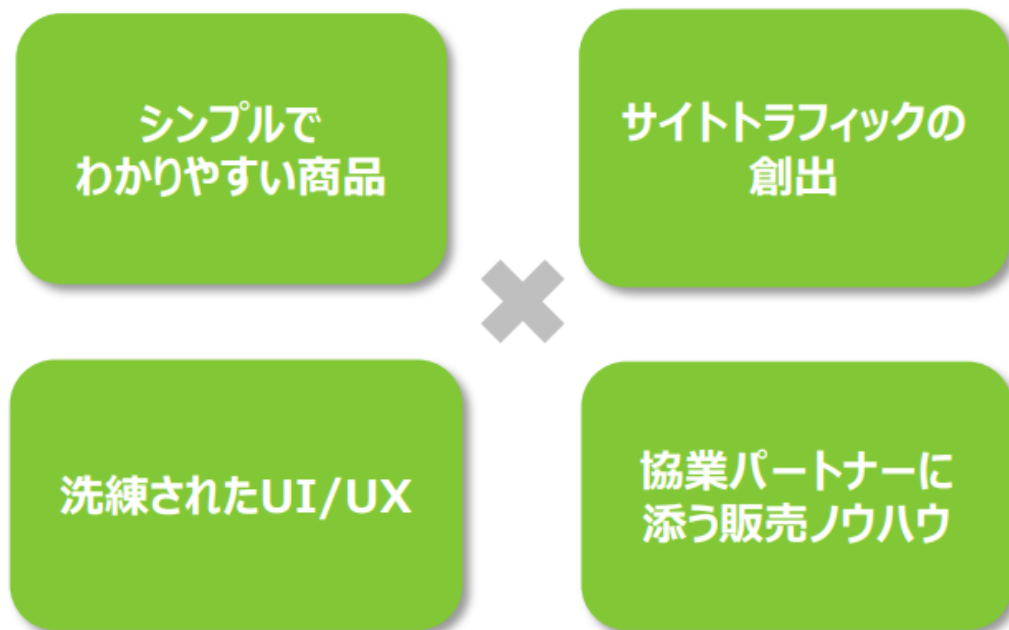 シンプルで
わかりやすい商品
サイトトラフィックの
創出
洗練されたUI/UX
協業パートナーに
添う販売ノウハウ